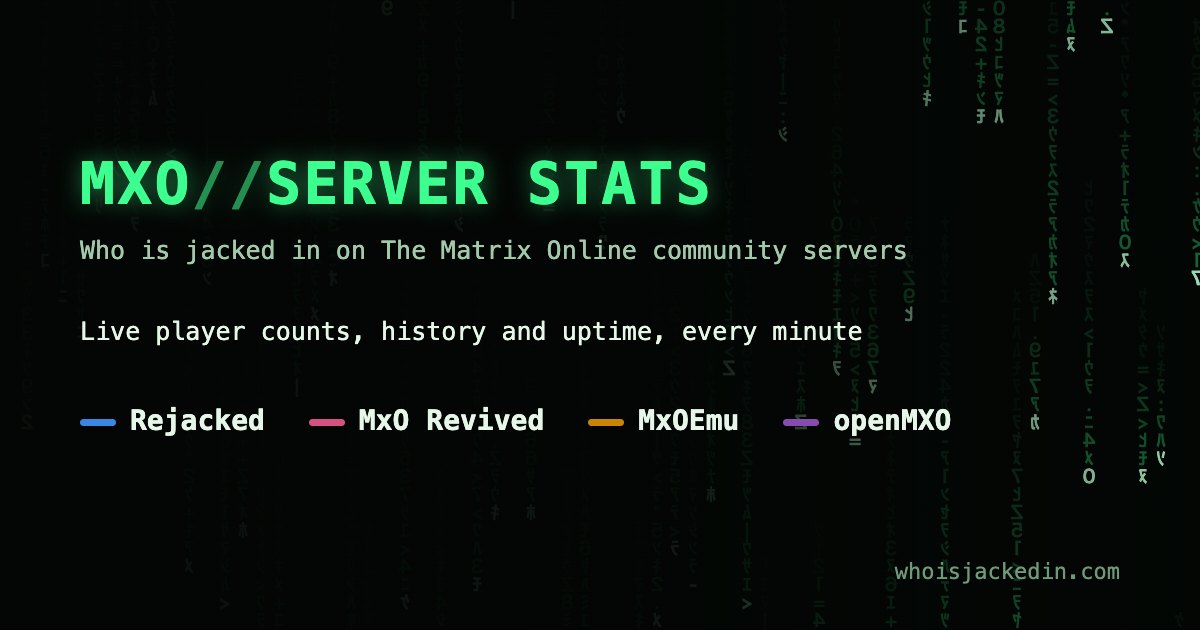 MXO//SERVER STATS
Who is jacked in on The Matrix Online community servers
Live player counts, history and uptime, every minute
Rejacked MxO Revived MxOEmu openMXO
whoisjackedin.com